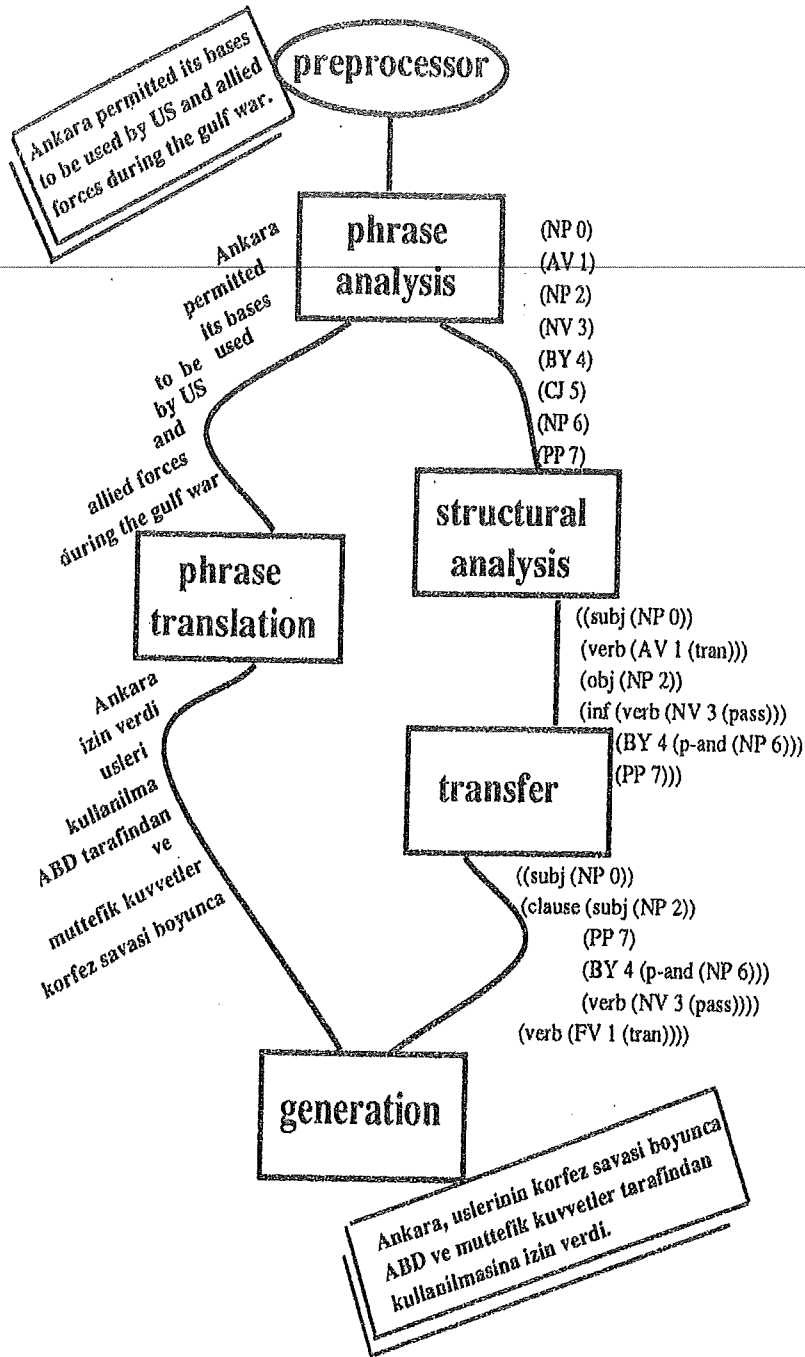 Ankara permitted its bases
to be used by US and allied
forces during the gulf war.
preprocessor
phrase
analysis
Ankara
permitted
its bases
to be used
by US
and
allied forces
during the gulf war
(NP 0)
(AV 1)
(NP 2)
(NV 3)
(BY 4)
(CJ 5)
(NP 6)
(PP 7)
phrase
translation
structural
analysis
((subj (NP 0))
(verb (AV 1 (tran)))
(obj (NP 2))
(inf (verb (NV 3 (pass)))
(BY 4 (p-and (NP 6)))
(PP 7)))
Ankara
izin verdi
usleri
kullanilma
ABD tarafindan
ve
muttefik kuvvetler
korfez savasi boyunca
transfer
((subj (NP 0))
(clause (subj (NP 2))
(PP 7)
(BY 4 (p-and (NP 6)))
(verb (NV 3 (pass))))
(verb (FV 1 (tran))))
generation
Ankara, uslerinin korfez savasi boyunca
ABD ve muttefik kuvvetler tarafindan
kullanilmasina izin verdi.